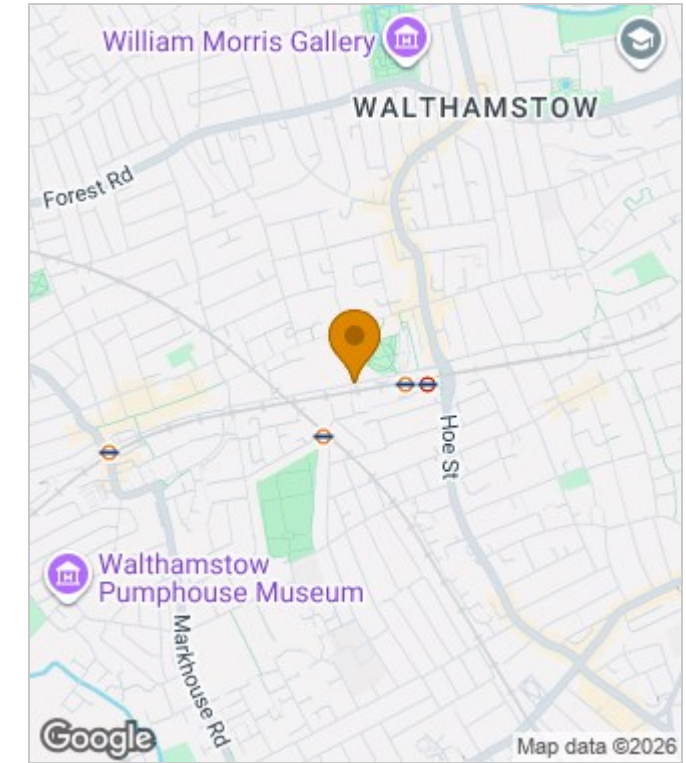 William Morris Gallery
WALTHAMSTOW
Forest Rd
Hoe St
Walthamstow
Pumphouse Museum
Markhouse Rd
Google
Map data ©2026